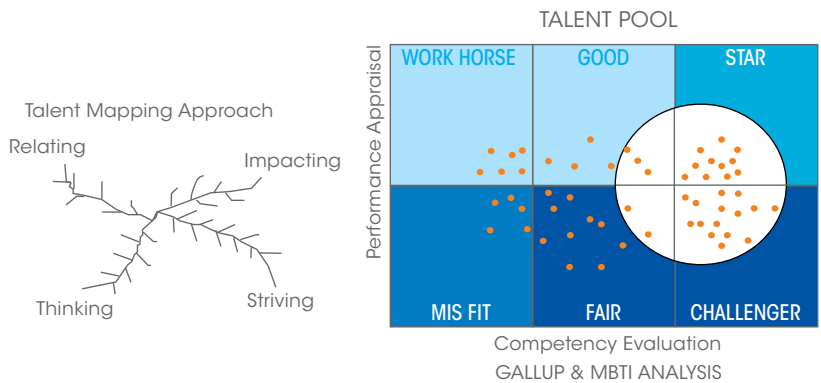 Talent Mapping Approach
Relating
Impacting
Thinking
Striving
TALENT POOL
Performance Appraisal
WORK HORSE
GOOD
STAR
MIS FIT
FAIR
CHALLENGER
Competency Evaluation
GALLUP & MBTI ANALYSIS